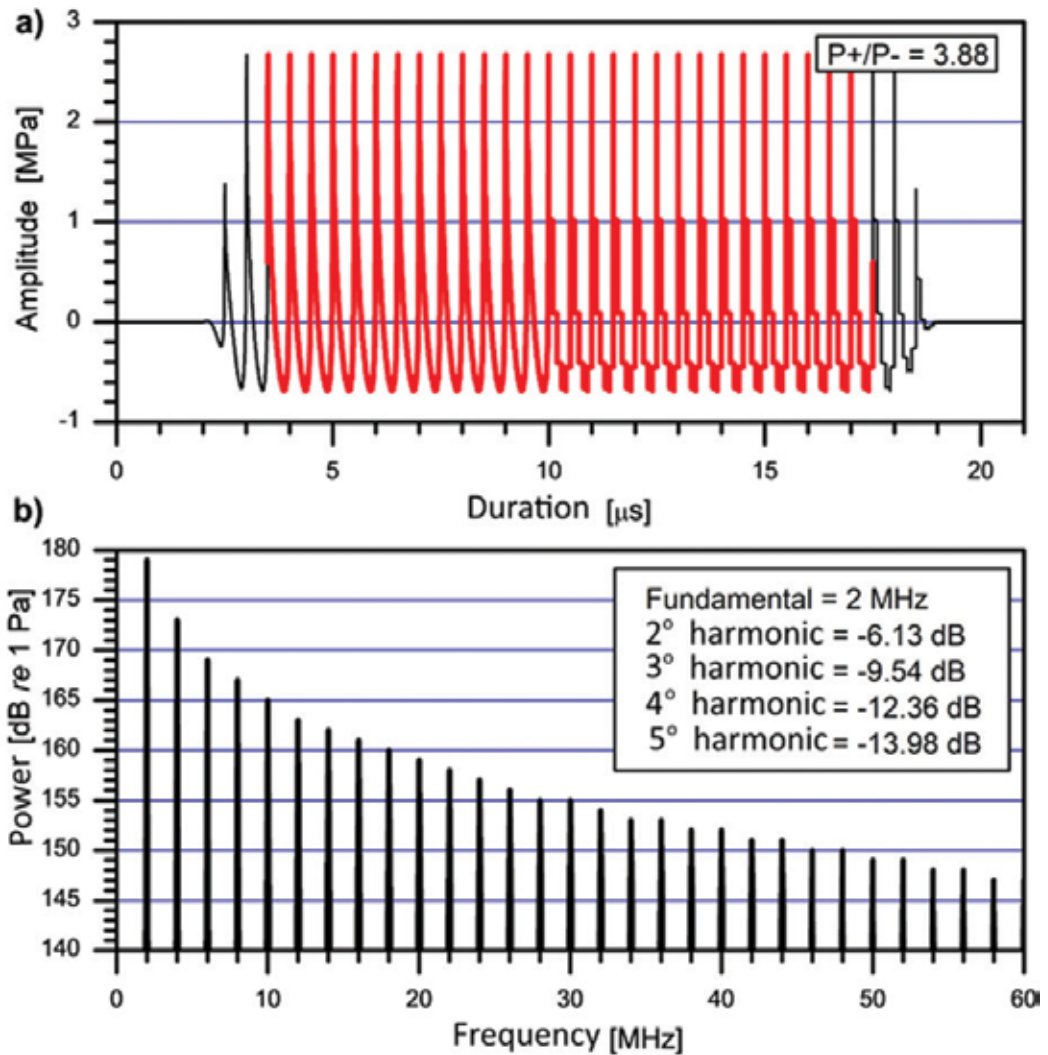 a)
3
2
1
0
-1
Amplitude [MPa]
P+/P- = 3.88
0 5 10 15 20
Duration [μs]
b)
180
175
170
165
160
155
150
145
140
Power [dB re 1 Pa]
Fundamental = 2 MHz
2° harmonic = -6.13 dB
3° harmonic = -9.54 dB
4° harmonic = -12.36 dB
5° harmonic = -13.98 dB
0 10 20 30 40 50 60
Frequency [MHz]